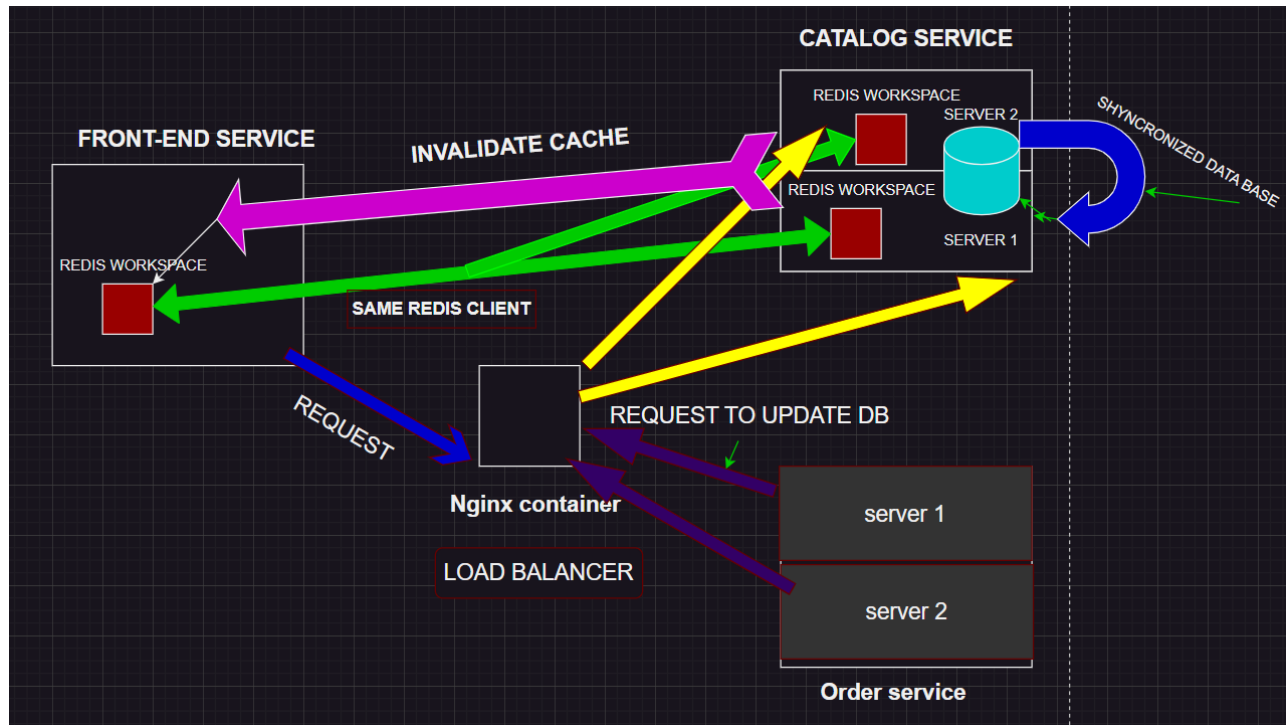 CATALOG SERVICE
REDIS WORKSPACE
SERVER 2
SHYNCRONIZED DATA BASE
FRONT-END SERVICE
INVALIDATE CACHE
REDIS WORKSPACE
SERVER 1
REDIS WORKSPACE
SAME REDIS CLIENT
REQUEST
REQUEST TO UPDATE DB
Nginx container
server 1
LOAD BALANCER
server 2
Order service